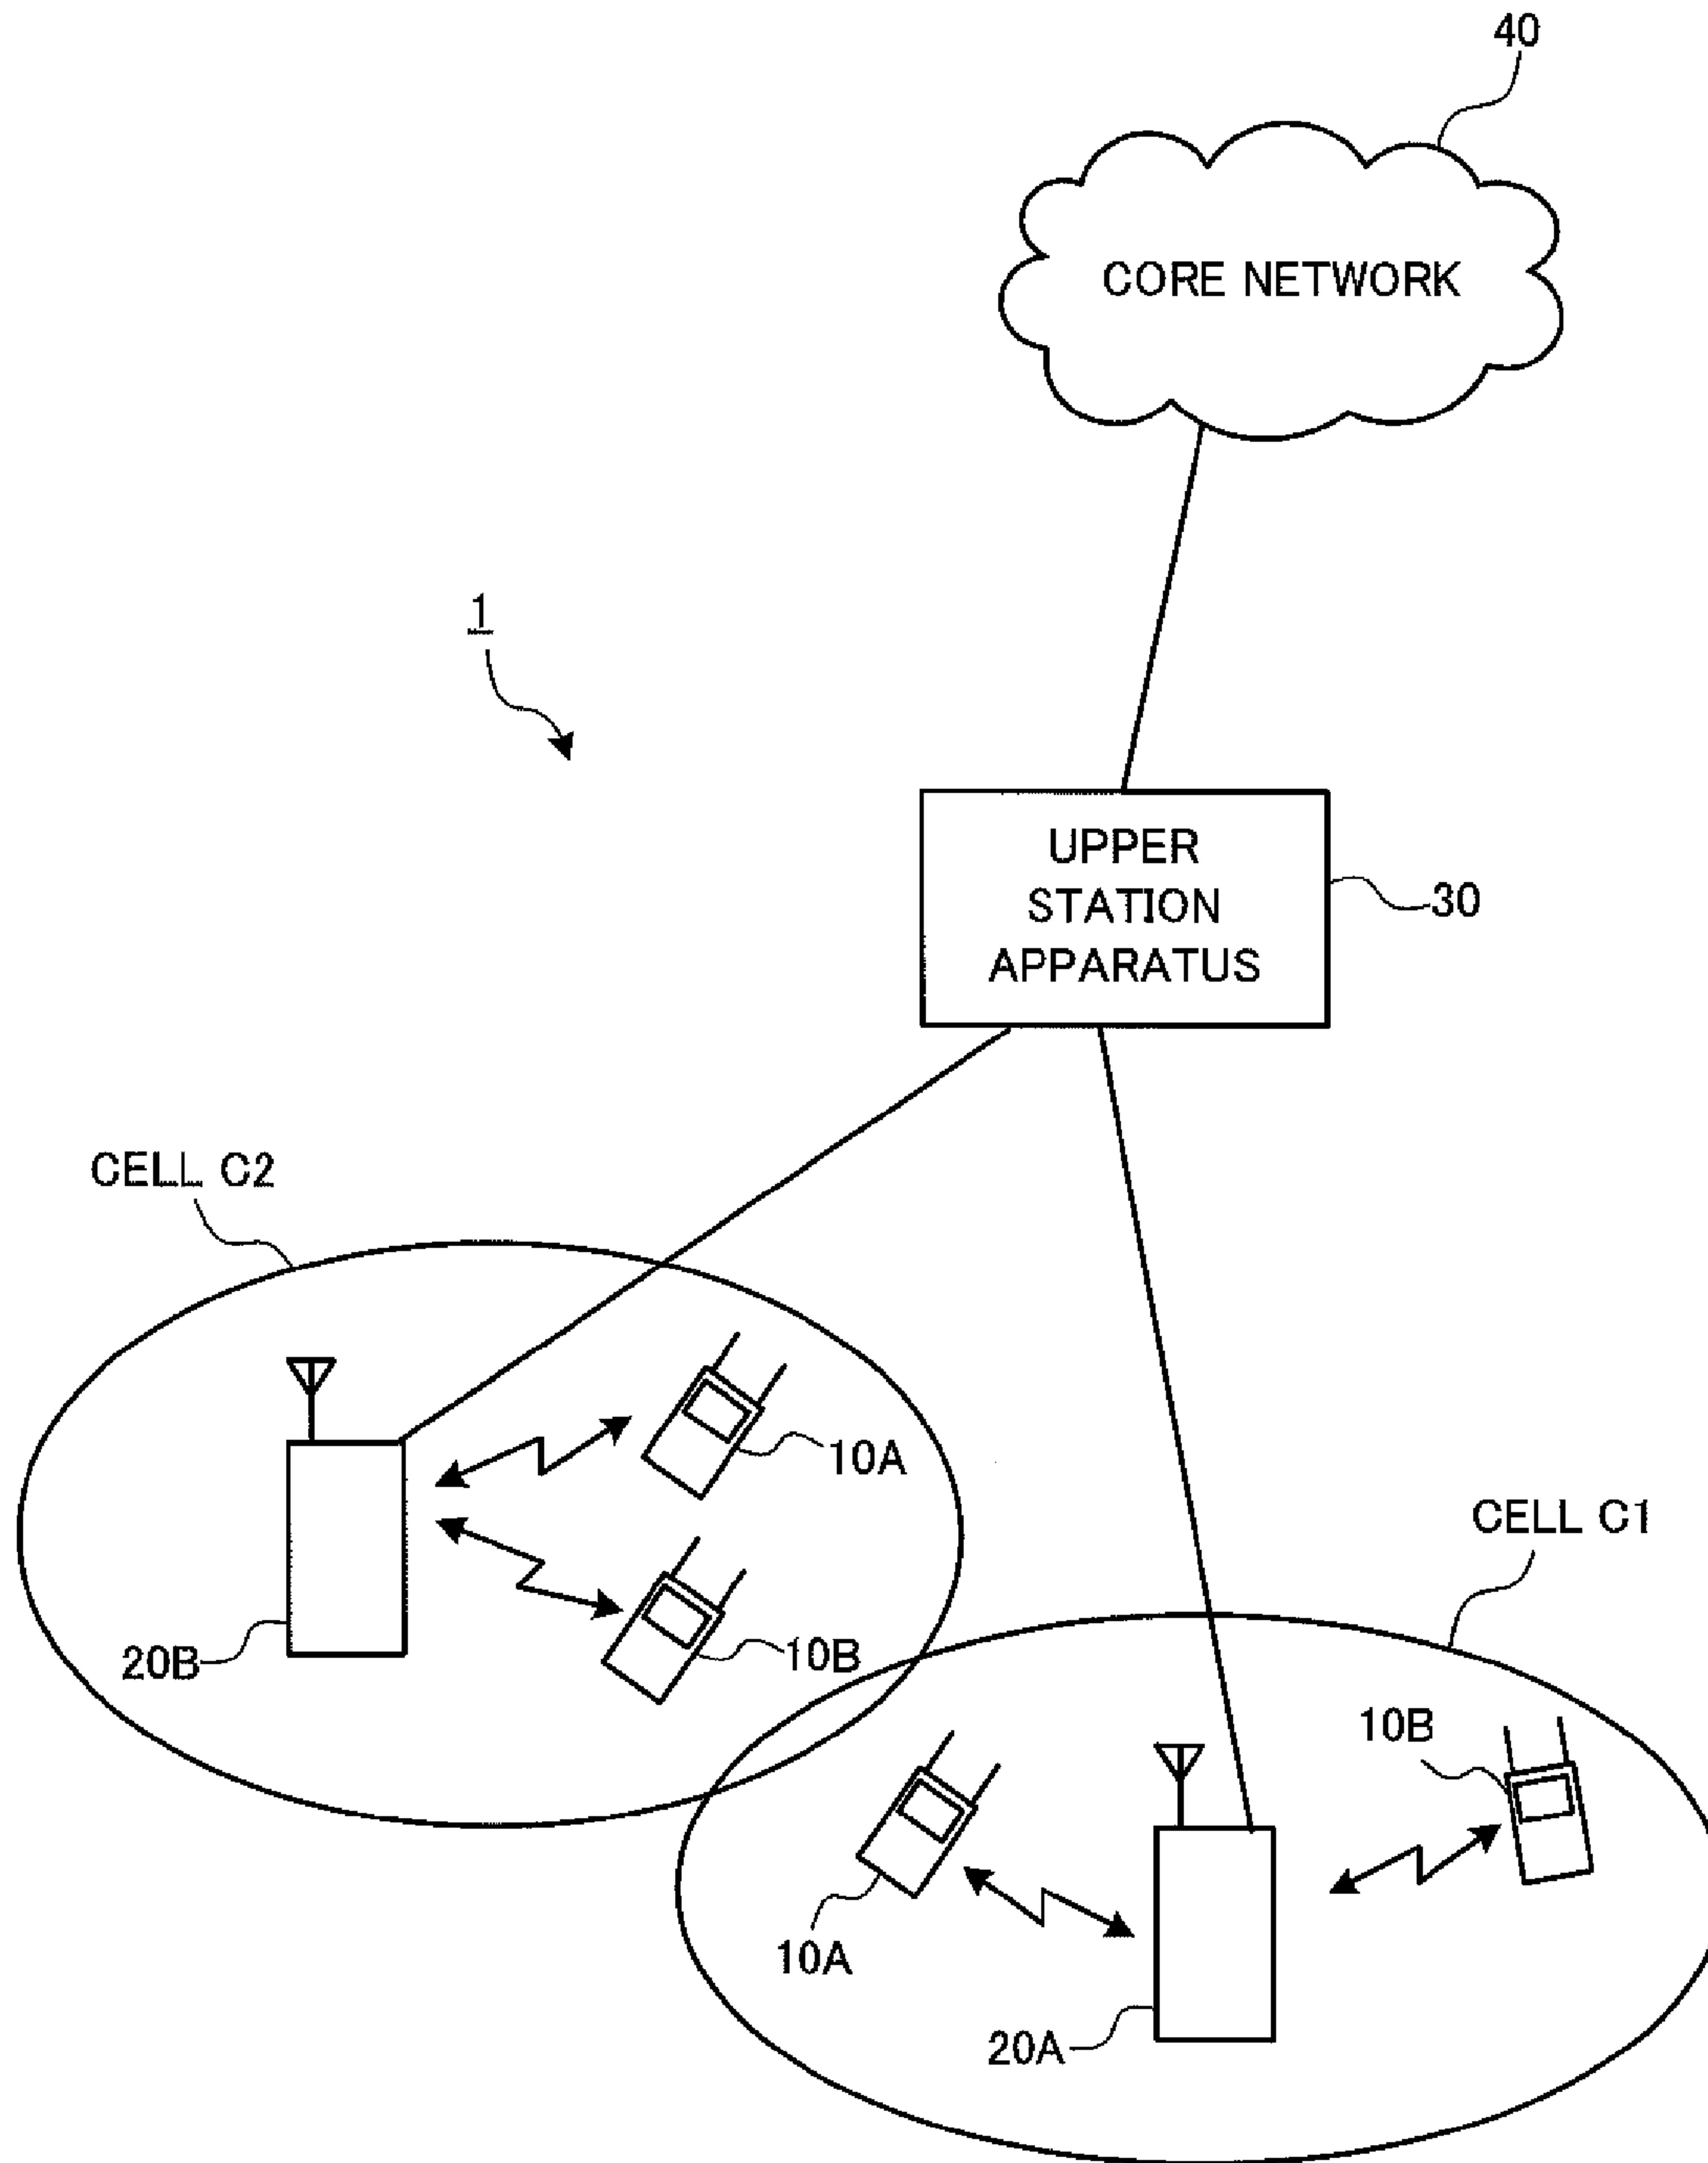 40
CORE NETWORK
1
UPPER
STATION
APPARATUS
30
CELL C2
10A
CELL C1
20B
10B
10B
10A
20A